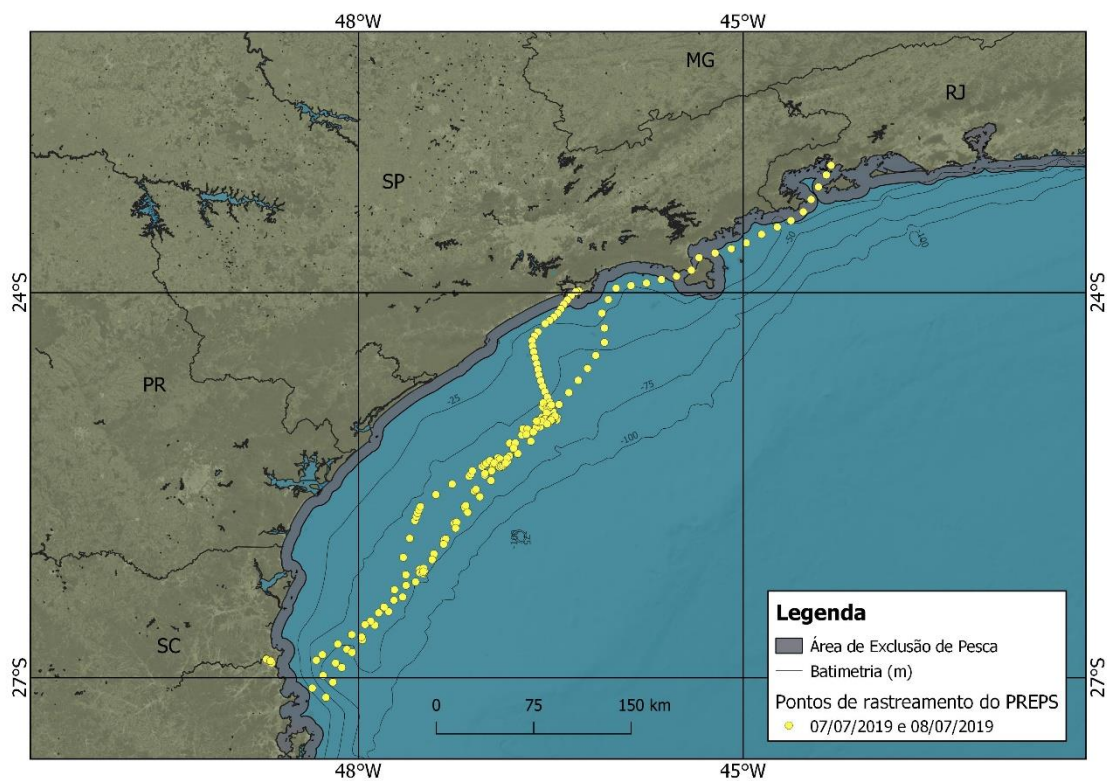 48°W
45°W
MG
RJ
SP
-50
-100
24°S
24°S
PR
-25
-75
-100
-100
SC
27°S
27°S
0 75 150 km
Legenda
Área de Exclusão de Pesca
Batimetria (m)
Pontos de rastreamento do PREPS
07/07/2019 e 08/07/2019
48°W
45°W